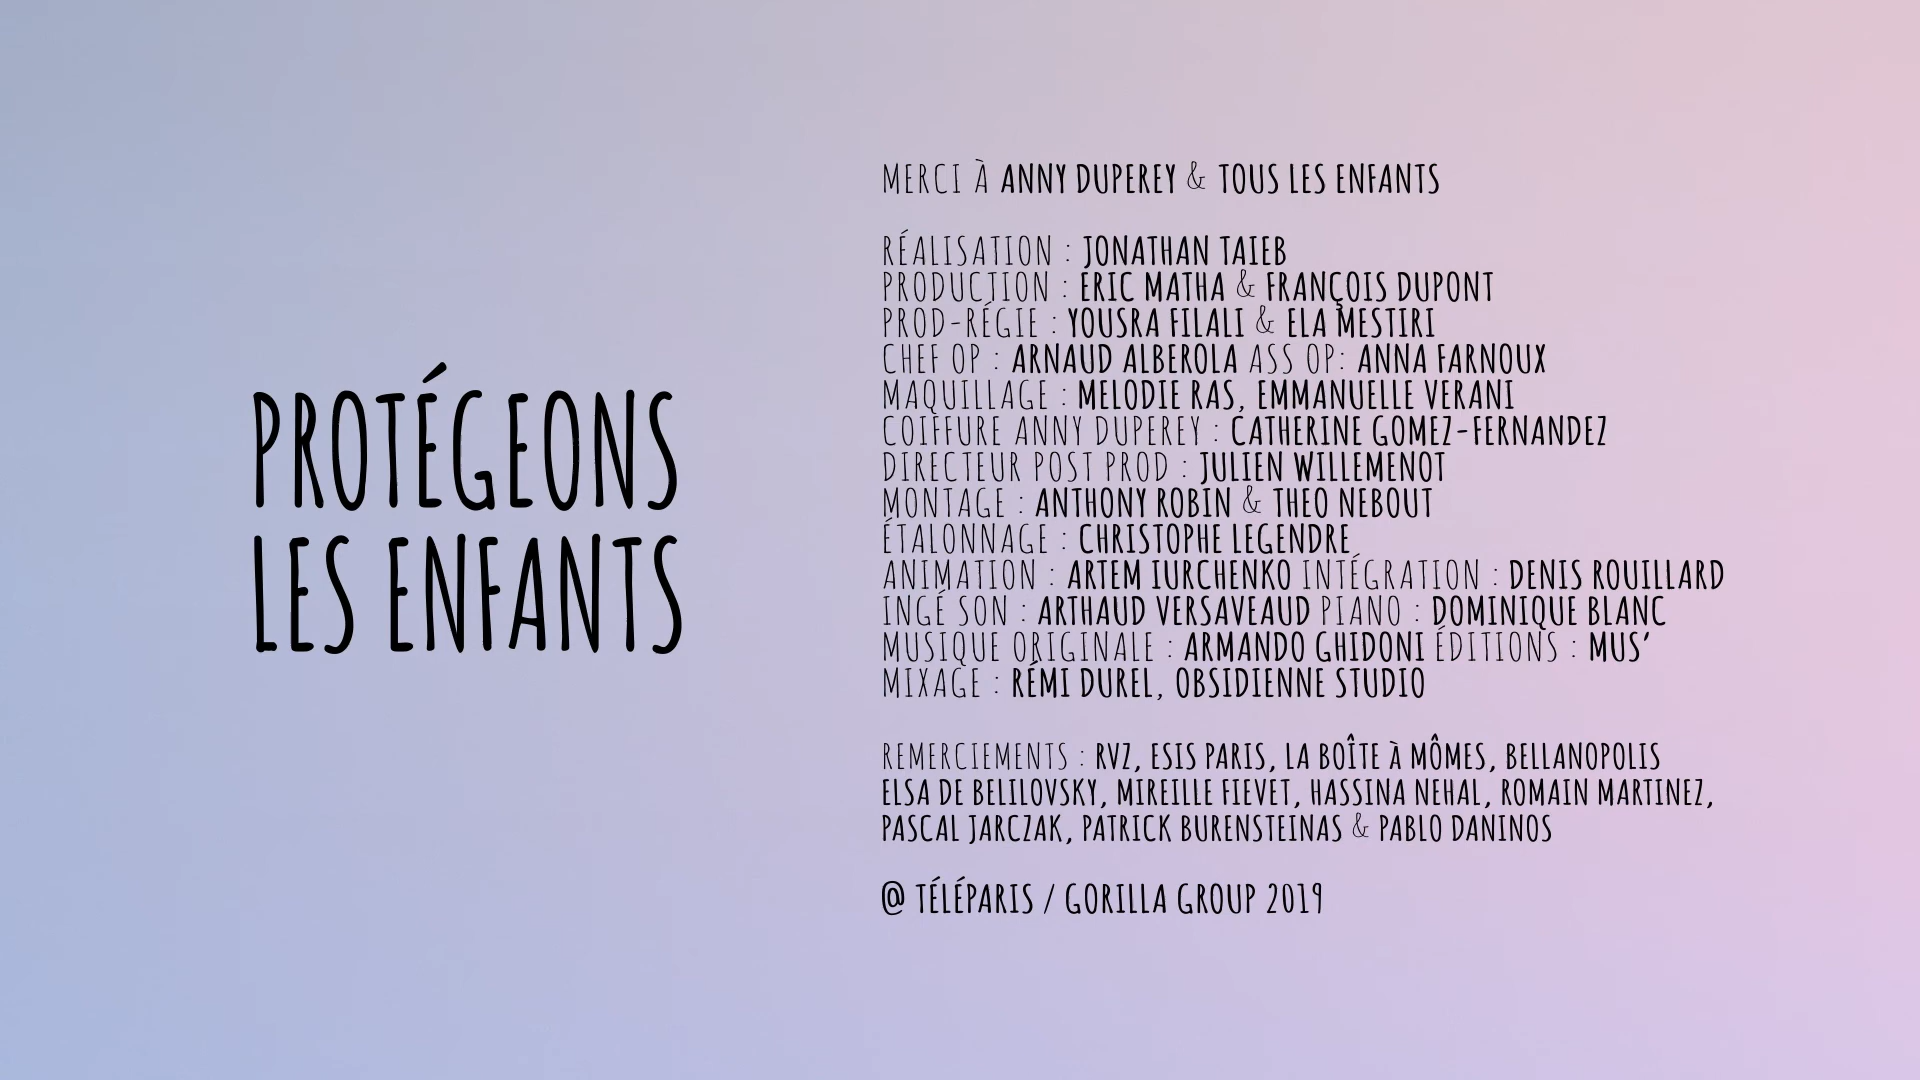 PROTÉGEONS
LES ENFANTS
MERCI À ANNY DUPEREY & TOUS LES ENFANTS
RÉALISATION : JONATHAN TAIEB
PRODUCTION : ERIC MATHA & FRANÇOIS DUPONT
PROD-RÉGIE : YOUSRA FILALI & ELA MESTIRI
CHEF OP : ARNAUD ALBEROLA ASS OP: ANNA FARNOUX
MAQUILLAGE : MELODIE RAS, EMMANUELLE VERANI
COIFFURE ANNY DUPEREY : CATHERINE GOMEZ-FERNANDEZ
DIRECTEUR POST PROD : JULIEN WILLEMENOT
MONTAGE : ANTHONY ROBIN & THEO NEBOUT
ÉTALONNAGE : CHRISTOPHE LEGENDRE
ANIMATION : ARTEM IURCHENKO INTÉGRATION : DENIS ROUILLARD
INGÉ SON : ARTHAUD VERSAVEAUD PIANO : DOMINIQUE BLANC
MUSIQUE ORIGINALE : ARMANDO GHIDONI ÉDITIONS : MUS’
MIXAGE : RÉMI DUREL, OBSIDIENNE STUDIO
REMERCIEMENTS : RVZ, ESIS PARIS, LA BOÎTE À MÔMES, BELLANOPOLIS
ELSA DE BELILOVSKY, MIREILLE FIEVET, HASSINA NEHAL, ROMAIN MARTINEZ,
PASCAL JARCZAK, PATRICK BURENSTEINAS & PABLO DANINOS
@ TÉLÉPARIS / GORILLA GROUP 2019